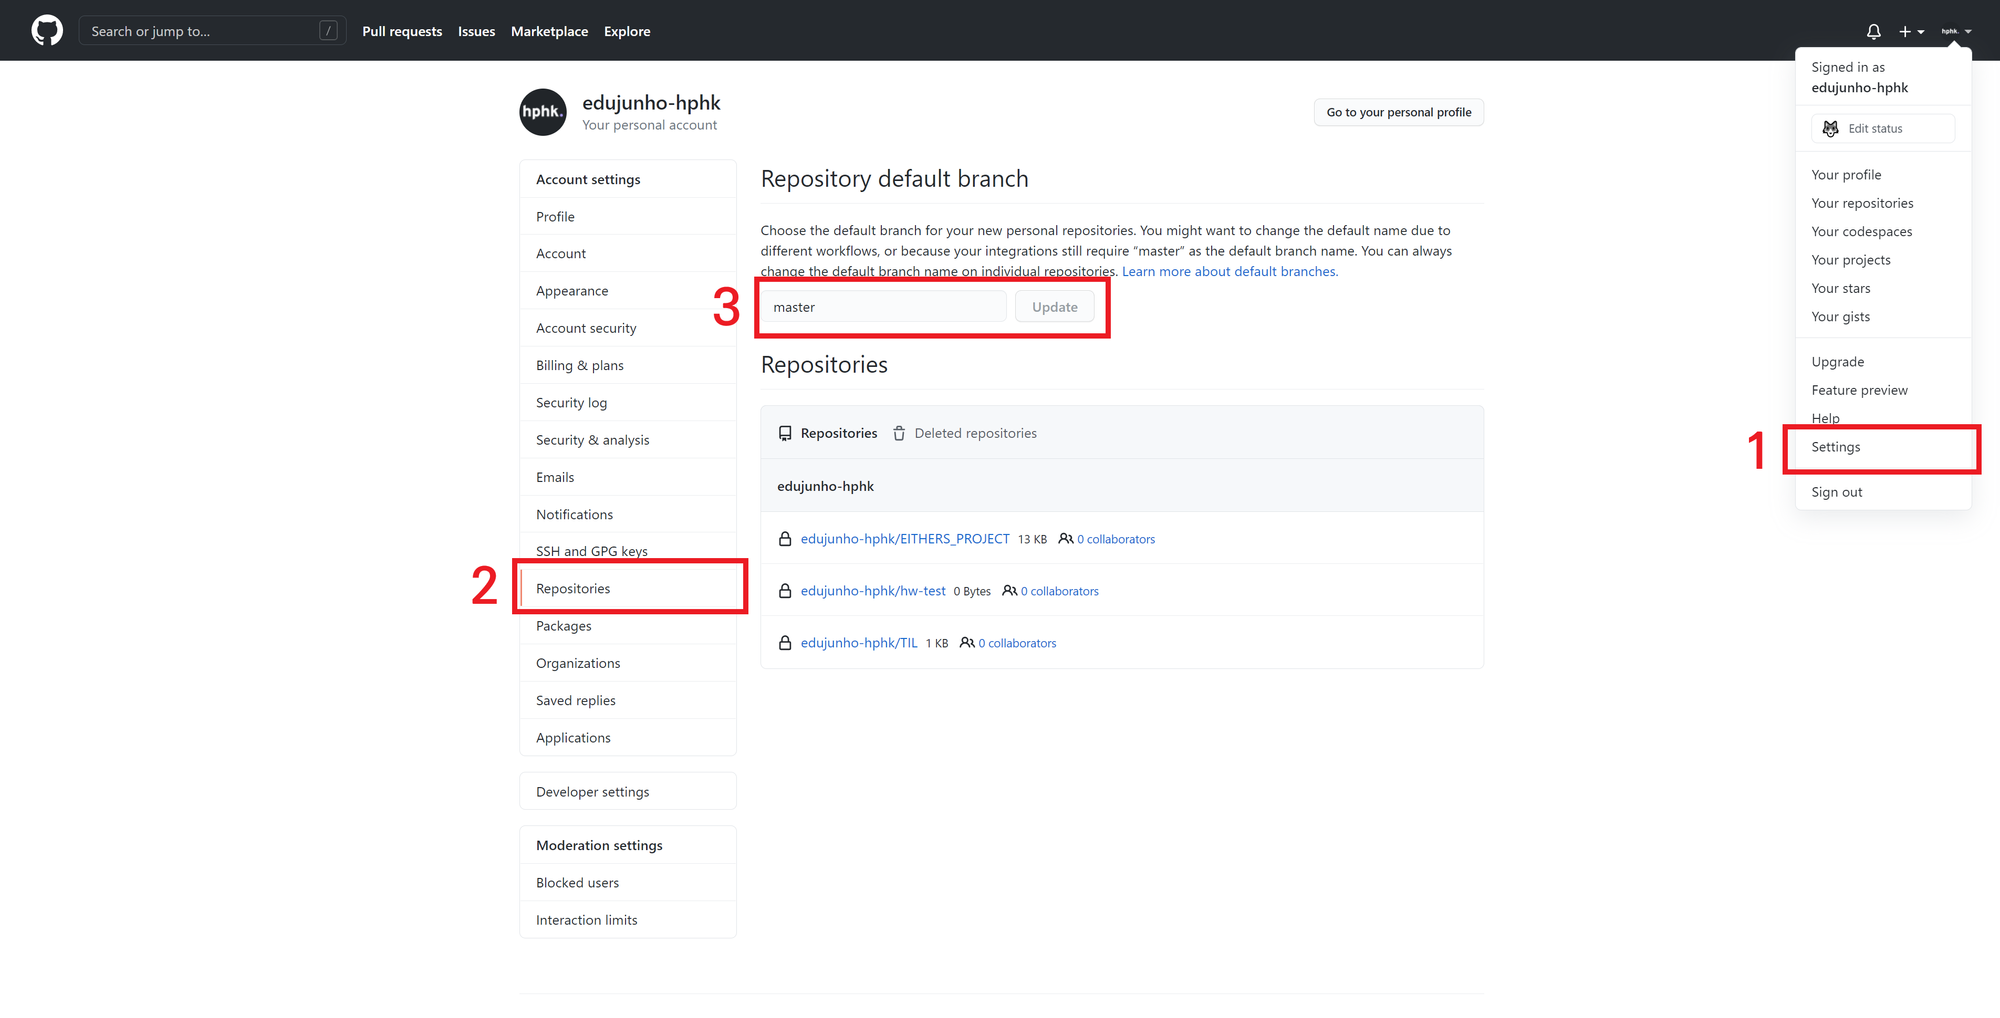 Search or jump to...
/
Pull requests
Issues
Marketplace
Explore
hphk.
Signed in as
edujunho-hphk
Edit status
Your profile
Your repositories
Your codespaces
Your projects
Your stars
Your gists
Upgrade
Feature preview
Help
1
Settings
Sign out
hphk.
edujunho-hphk
Your personal account
Go to your personal profile
Account settings
Profile
Account
Appearance
Account security
Billing & plans
Security log
Security & analysis
Emails
Notifications
SSH and GPG keys
2
Repositories
Packages
Organizations
Saved replies
Applications
Developer settings
Moderation settings
Blocked users
Interaction limits
Repository default branch
Choose the default branch for your new personal repositories. You might want to change the default name due to
different workflows, or because your integrations still require “master” as the default branch name. You can always
change the default branch name on individual repositories. Learn more about default branches.
3
master
Update
Repositories
Repositories
Deleted repositories
edujunho-hphk
edujunho-hphk/EITHERS_PROJECT 13 KB 0 collaborators
edujunho-hphk/hw-test 0 Bytes 0 collaborators
edujunho-hphk/TIL 1 KB 0 collaborators